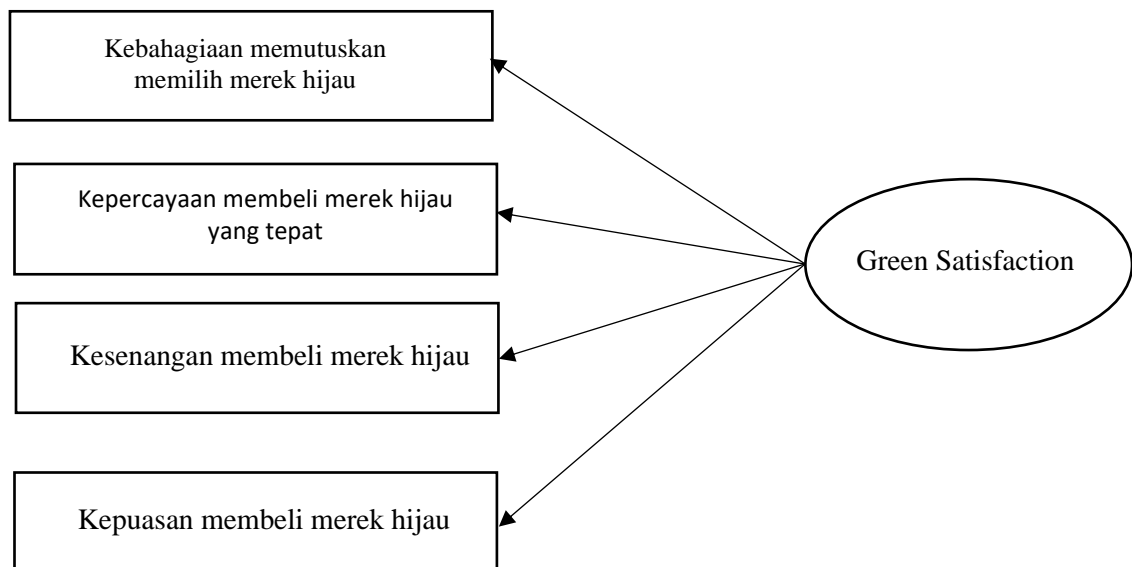 Kebahagiaan memutuskan
memilih merek hijau
Kepercayaan membeli merek hijau
yang tepat
Green Satisfaction
Kesenangan membeli merek hijau
Kepuasan membeli merek hijau